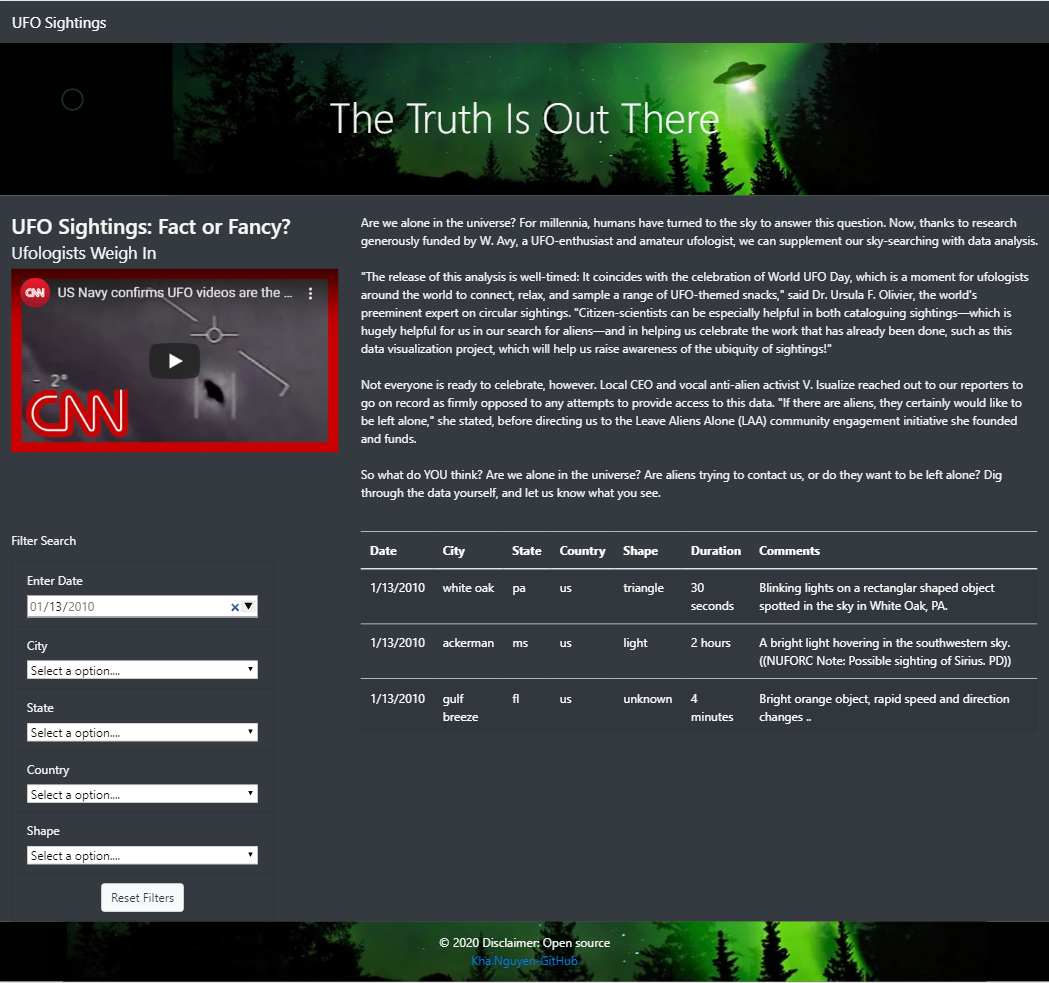 UFO Sightings
The Truth Is Out There
UFO Sightings: Fact or Fancy?
Ufologists Weigh In
CNN US Navy confirms UFO videos are the ...
- 2°
CNN
Are we alone in the universe? For millennia, humans have turned to the sky to answer this question. Now, thanks to research
generously funded by W. Avy, a UFO-enthusiast and amateur ufologist, we can supplement our sky-searching with data analysis.
"The release of this analysis is well-timed: It coincides with the celebration of World UFO Day, which is a moment for ufologists
around the world to connect, relax, and sample a range of UFO-themed snacks," said Dr. Ursula F. Olivier, the world's
preeminent expert on circular sightings. "Citizen-scientists can be especially helpful in both cataloguing sightings—which is
hugely helpful for us in our search for aliens—and in helping us celebrate the work that has already been done, such as this
data visualization project, which will help us raise awareness of the ubiquity of sightings!"
Not everyone is ready to celebrate, however. Local CEO and vocal anti-alien activist V. Isualize reached out to our reporters to
go on record as firmly opposed to any attempts to provide access to this data. "If there are aliens, they certainly would like to
be left alone," she stated, before directing us to the Leave Aliens Alone (LAA) community engagement initiative she founded
and funds.
So what do YOU think? Are we alone in the universe? Are aliens trying to contact us, or do they want to be left alone? Dig
through the data yourself, and let us know what you see.
Filter Search
Enter Date
01/13/2010
City
Select a option....
State
Select a option....
Country
Select a option....
Shape
Select a option....
Reset Filters
Date City State Country Shape Duration Comments
1/13/2010 white oak pa us triangle 30 Blinking lights on a rectanglar shaped object
seconds spotted in the sky in White Oak, PA.
1/13/2010 ackerman ms us light 2 hours A bright light hovering in the southwestern sky.
((NUFORC Note: Possible sighting of Sirius. PD))
1/13/2010 gulf fl us unknown 4 Bright orange object, rapid speed and direction
breeze minutes changes ..
© 2020 Disclaimer: Open source
Kha.Nguyen-GitHub